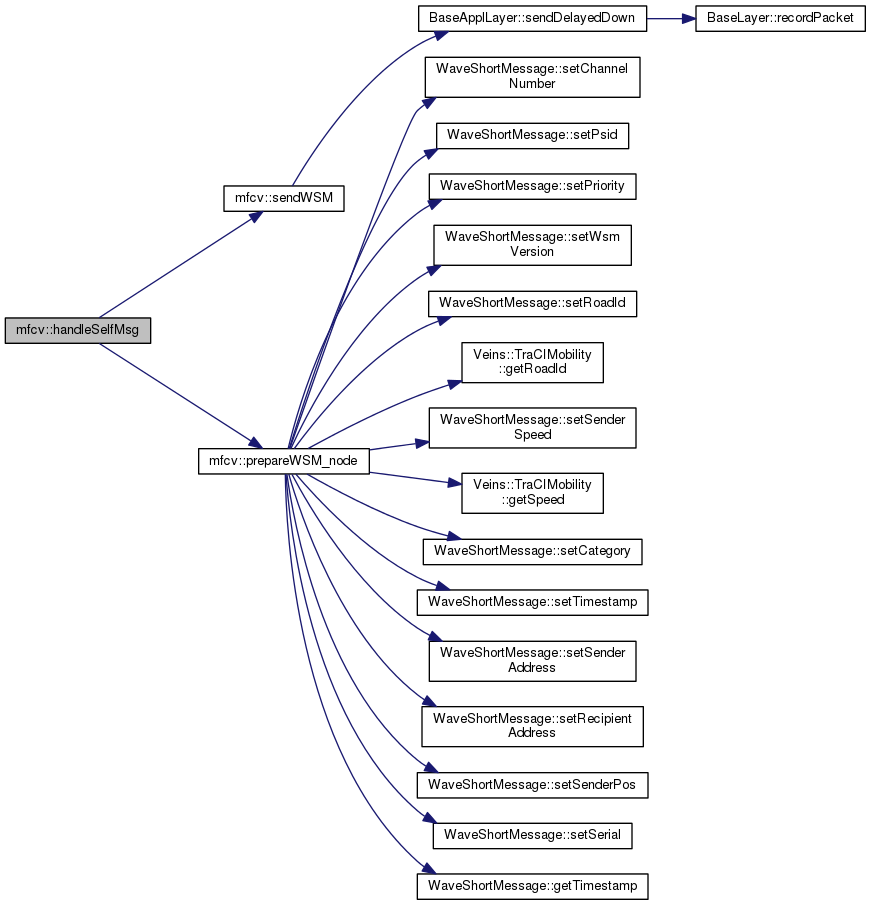 BaseApplLayer::sendDelayedDown
BaseLayer::recordPacket
WaveShortMessage::setChannel
Number
WaveShortMessage::setPsid
WaveShortMessage::setPriority
mfcv::sendWSM
WaveShortMessage::setWsm
Version
WaveShortMessage::setRoadId
mfcv::handleSelfMsg
Veins::TraCIMobility
::getRoadId
WaveShortMessage::setSender
Speed
mfcv::prepareWSM_node
Veins::TraCIMobility
::getSpeed
WaveShortMessage::setCategory
WaveShortMessage::setTimestamp
WaveShortMessage::setSender
Address
WaveShortMessage::setRecipient
Address
WaveShortMessage::setSenderPos
WaveShortMessage::setSerial
WaveShortMessage::getTimestamp